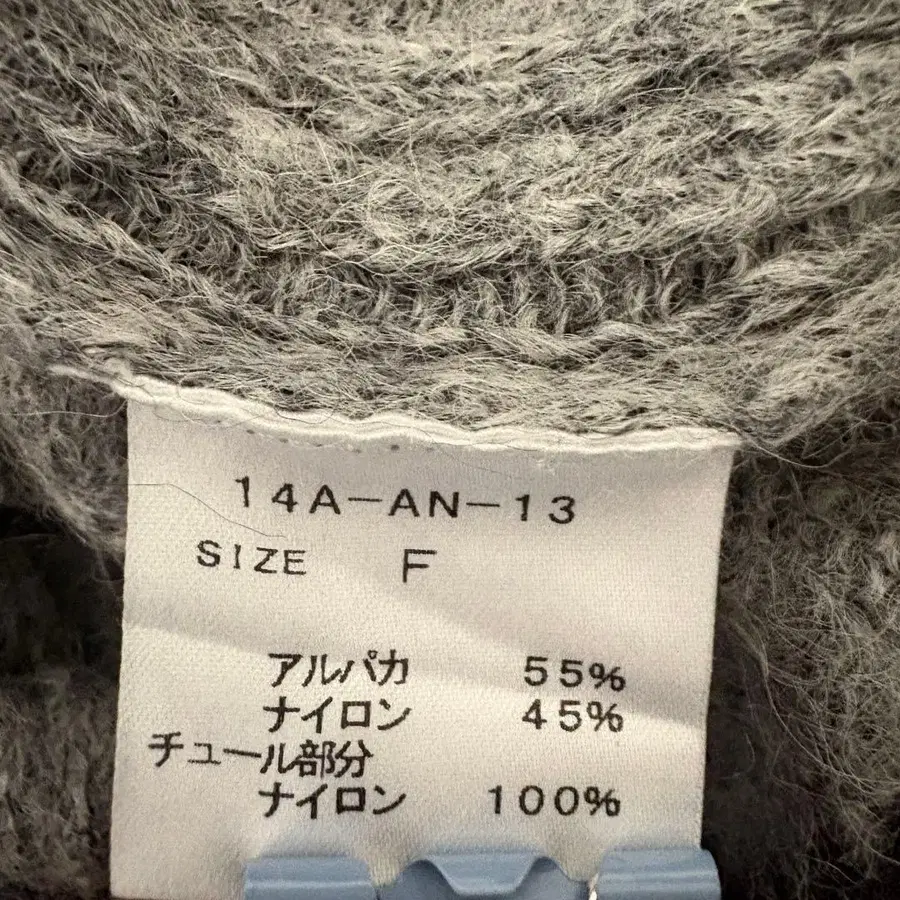 14A-AN-13
SIZE F
アルパカ 55%
ナイロン 45%
チュール部分
ナイロン 100%